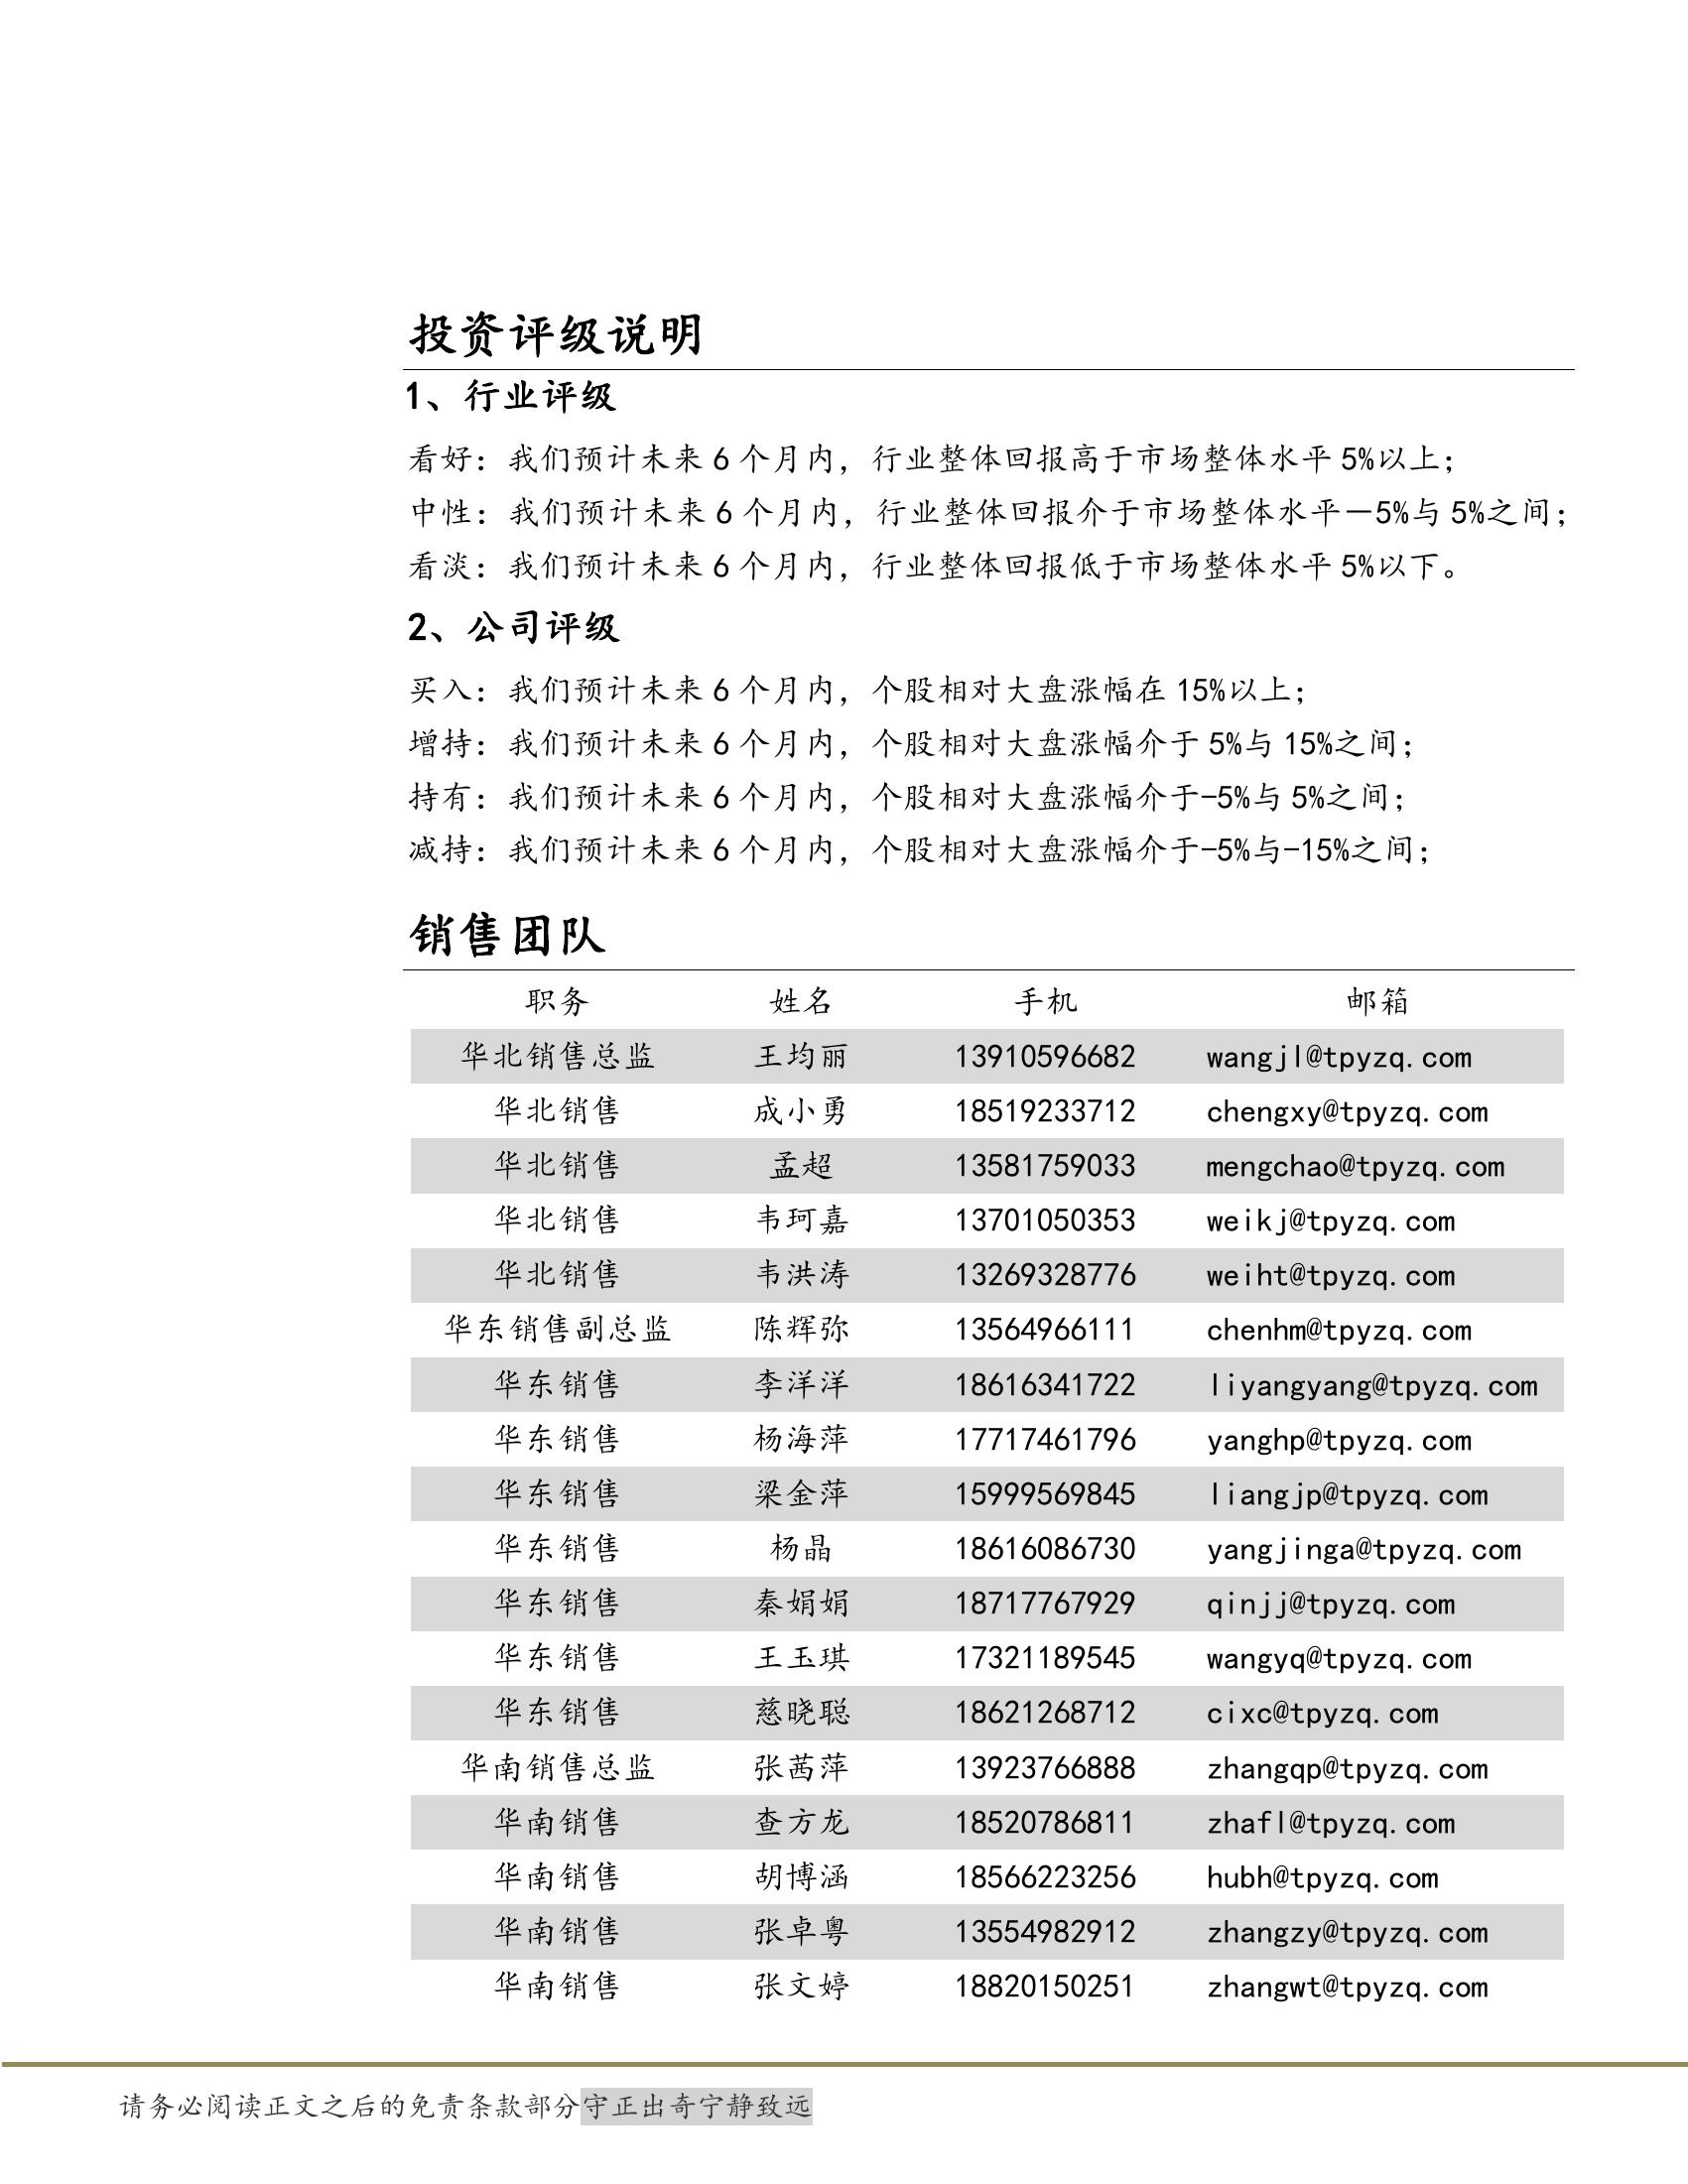 投资评级说明
1、行业评级
看好：我们预计未来 6 个月内，行业整体回报高于市场整体水平 5%以上；
中性：我们预计未来 6 个月内，行业整体回报介于市场整体水平－5%与 5%之间；
看淡：我们预计未来 6 个月内，行业整体回报低于市场整体水平 5%以下。
2、公司评级
买入：我们预计未来 6 个月内，个股相对大盘涨幅在 15%以上；
增持：我们预计未来 6 个月内，个股相对大盘涨幅介于 5%与 15%之间；
持有：我们预计未来 6 个月内，个股相对大盘涨幅介于-5%与 5%之间；
减持：我们预计未来 6 个月内，个股相对大盘涨幅介于-5%与-15%之间；
销售团队
职务 姓名 手机 邮箱
华北销售总监 王均丽 13910596682 wangjl@tpyzq.com
华北销售 成小勇 18519233712 chengxy@tpyzq.com
华北销售 孟超 13581759033 mengchao@tpyzq.com
华北销售 韦珂嘉 13701050353 weikj@tpyzq.com
华北销售 韦洪涛 13269328776 weiht@tpyzq.com
华东销售副总监 陈辉弥 13564966111 chenhm@tpyzq.com
华东销售 李洋洋 18616341722 liyangyang@tpyzq.com
华东销售 杨海萍 17717461796 yanghp@tpyzq.com
华东销售 梁金萍 15999569845 liangjp@tpyzq.com
华东销售 杨晶 18616086730 yangjinga@tpyzq.com
华东销售 秦娟娟 18717767929 qinjj@tpyzq.com
华东销售 王玉琪 17321189545 wangyq@tpyzq.com
华东销售 慈晓聪 18621268712 cixc@tpyzq.com
华南销售总监 张茜萍 13923766888 zhangqp@tpyzq.com
华南销售 查方龙 18520786811 zhafl@tpyzq.com
华南销售 胡博涵 18566223256 hubh@tpyzq.com
华南销售 张卓粤 13554982912 zhangzy@tpyzq.com
华南销售 张文婷 18820150251 zhangwt@tpyzq.com
请务必阅读正文之后的免责条款部分守正出奇宁静致远